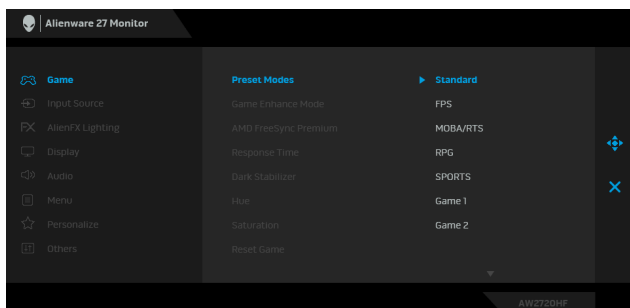 Alienware 27 Monitor
Game Preset Modes Standard
Input Source Game Enhance Mode FPS
FX AlienFX Lighting AMD FreeSync Premium MOBA/RTS
Display Response Time RPG
Audio Dark Stabilizer SPORTS
Menu Hue Game 1
Personalize Saturation Game 2
Others Reset Game
AW2720HF